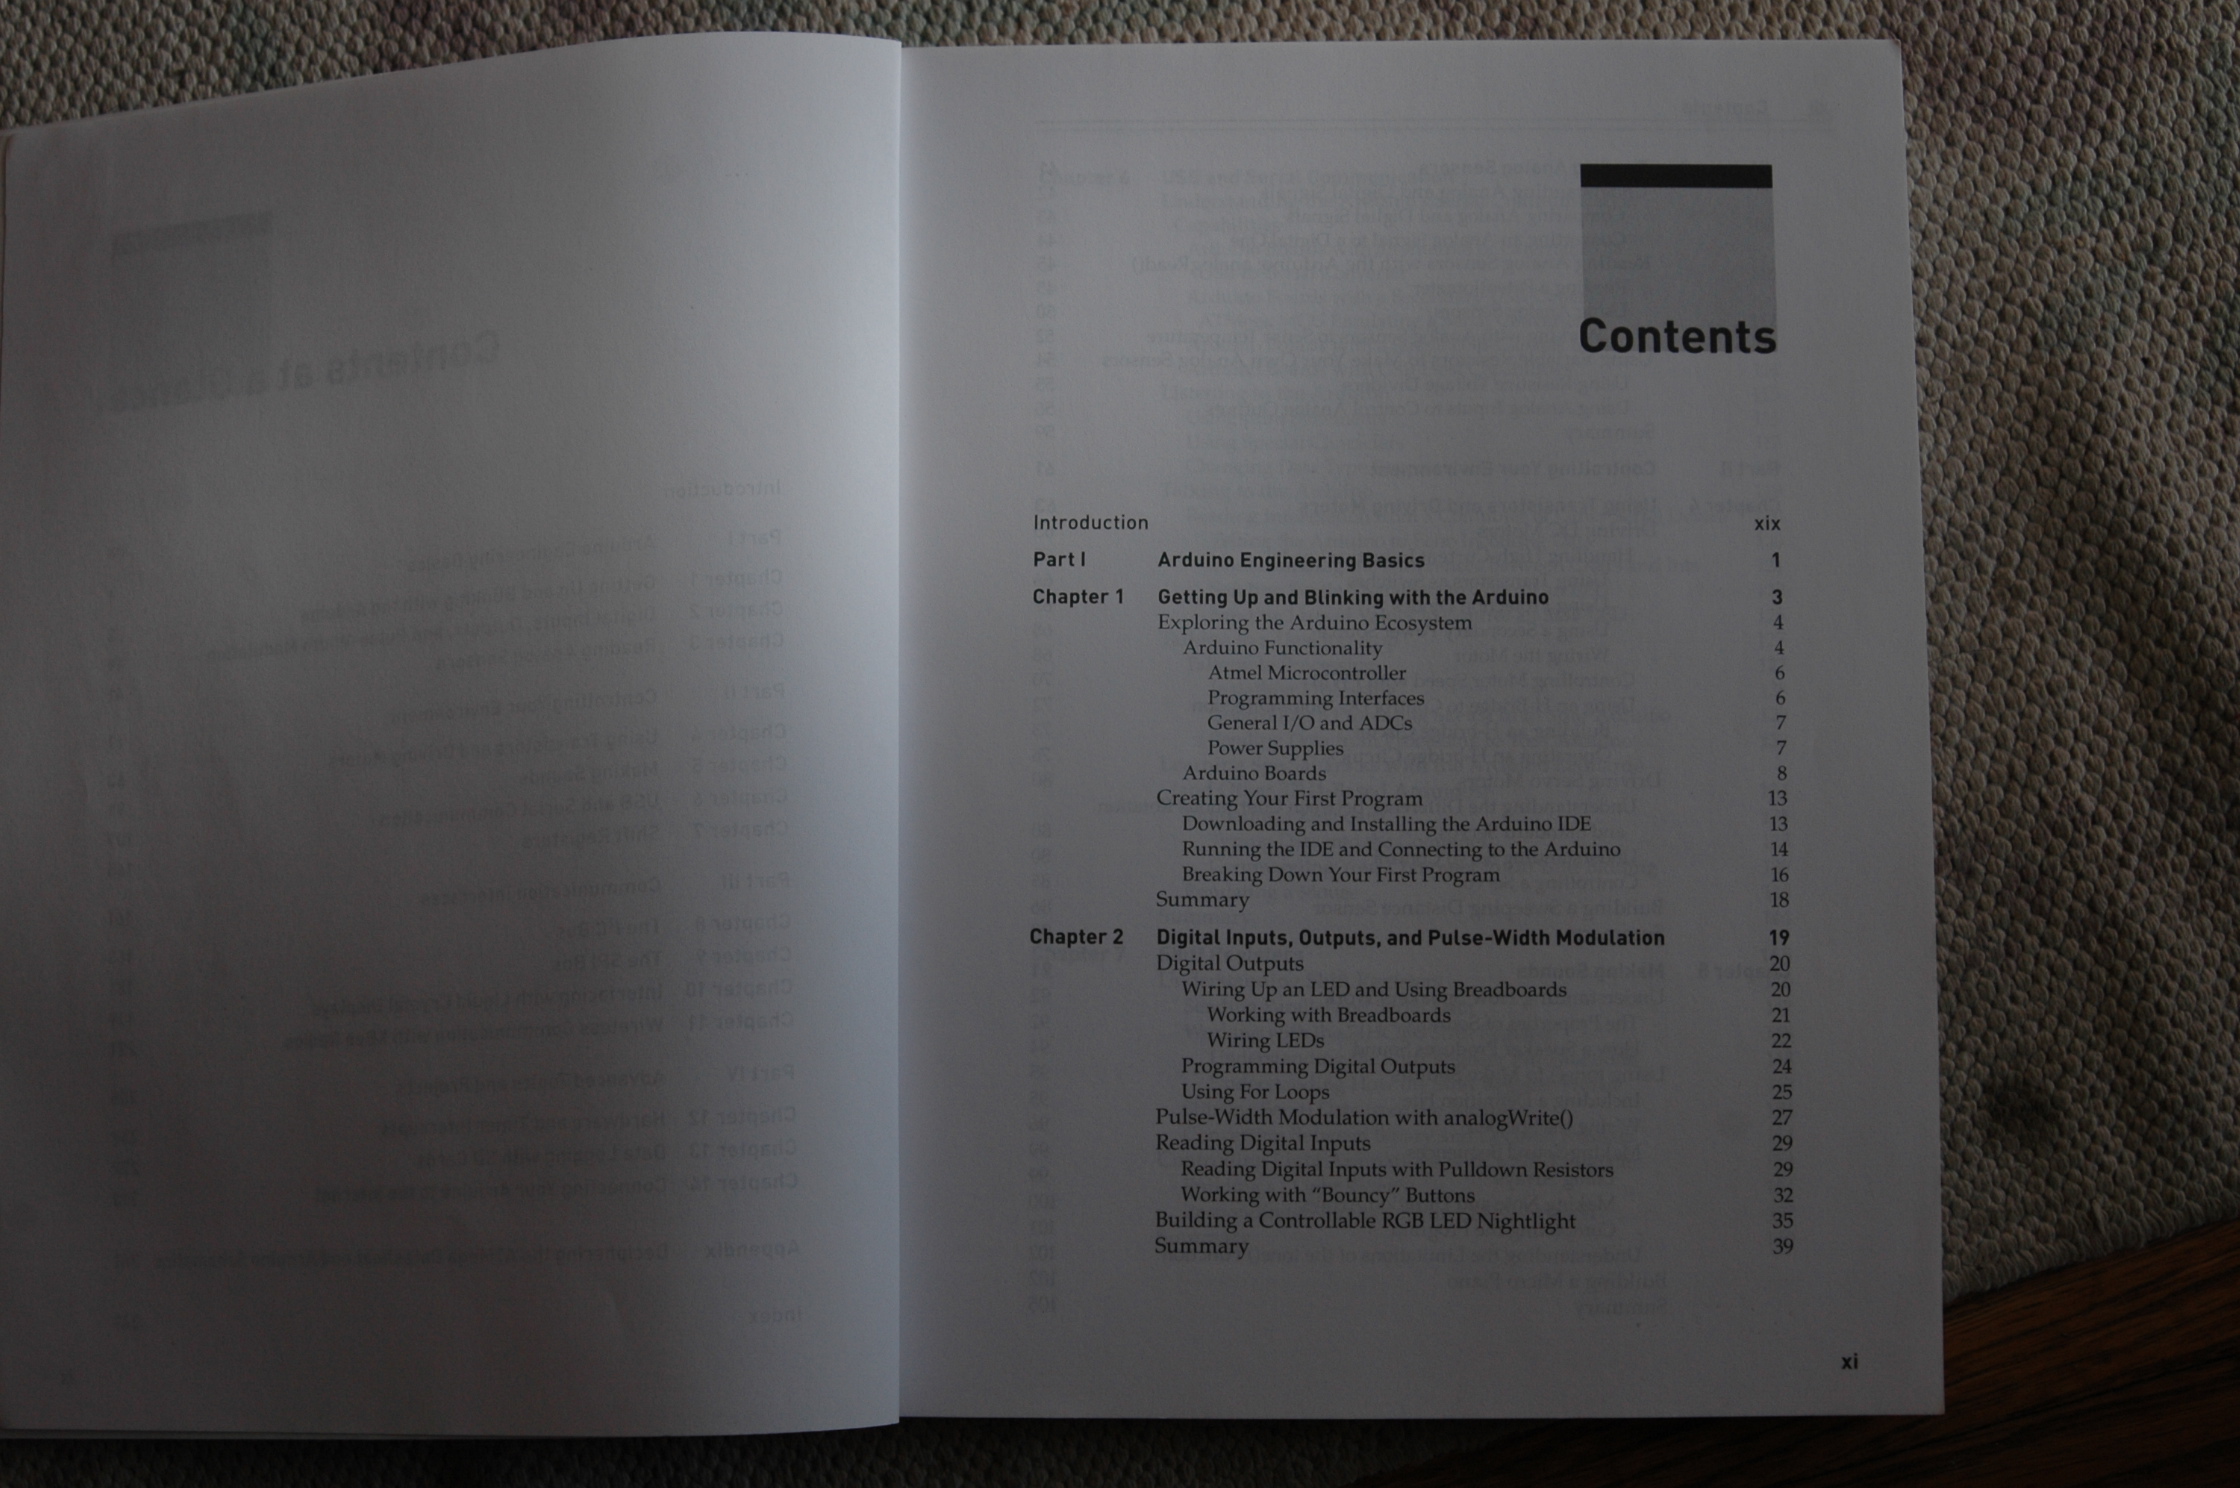 Contents
Introduction xix
Part I Arduino Engineering Basics 1
Chapter 1 Getting Up and Blinking with the Arduino 3
Exploring the Arduino Ecosystem 4
Arduino Functionality 4
Atmel Microcontroller 6
Programming Interfaces 6
General I/O and ADCs 7
Power Supplies 7
Arduino Boards 8
Creating Your First Program 13
Downloading and Installing the Arduino IDE 13
Running the IDE and Connecting to the Arduino 14
Breaking Down Your First Program 16
Summary 18
Chapter 2 Digital Inputs, Outputs, and Pulse-Width Modulation 19
Digital Outputs 20
Wiring Up an LED and Using Breadboards 20
Working with Breadboards 21
Wiring LEDs 22
Programming Digital Outputs 24
Using For Loops 25
Pulse-Width Modulation with analogWrite() 27
Reading Digital Inputs 29
Reading Digital Inputs with Pulldown Resistors 29
Working with “Bouncy” Buttons 32
Building a Controllable RGB LED Nightlight 35
Summary 39
xi